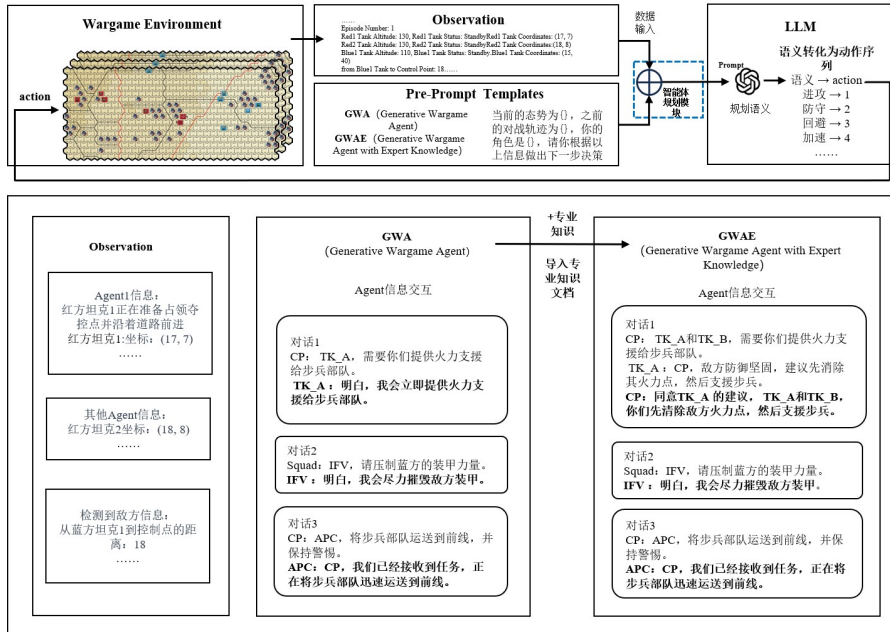 Wargame Environment
action
Observation
……
Episode Number: 1
Red1 Tank Altitude: 130, Red1 Tank Status: StandbyRed1 Tank Coordinates: (17, 7)
Red2 Tank Altitude: 130, Red2 Tank Status: StandbyRed2 Tank Coordinates:(18, 8)
Blue1 Tank Altitude: 110, Blue1 Tank Status: Standby.Blue1 Tank Coordinates: (15,
40)
from Blue1 Tank to Control Point: 18……
Pre-Prompt Templates
GWA (Generative Wargame
Agent)
GWAE (Generative Wargame
Agent with Expert Knowledge)
当前的态势为{}，之前
的对战轨迹为{}，你的
角色是{}，请你根据以
上信息做出下一步决策
数据
输入
智能体
规划模
块
LLM
Prompt
规划语义
语义转化为动作序
列
语义 → action
进攻 → 1
防守 → 2
回避 → 3
加速 → 4
……
Observation
Agent1信息：
红方坦克1正在准备占领夺
控点并沿着道路前进
红方坦克1:坐标：(17, 7)
……
其他Agent信息：
红方坦克2坐标：(18, 8)
……
检测到敌方信息：
从蓝方坦克1到控制点的距
离：18
……
GWA
(Generative Wargame Agent)
Agent信息交互
对话1
CP： TK_A，需要你们提供火力支援
给步兵部队。
TK_A：明白，我会立即提供火力支
援给步兵部队。
对话2
Squad：IFV，请压制蓝方的装甲力量。
IFV：明白，我会尽力摧毁敌方装甲。
对话3
CP：APC，将步兵部队运送到前线，并
保持警惕。
APC：CP，我们已经接收到任务，正
在将步兵部队迅速运送到前线。
+专业
知识
导入专
业知识
文档
GWAE
(Generative Wargame Agent with Expert
Knowledge)
Agent信息交互
对话1
CP： TK_A和TK_B，需要你们提供火力支
援给步兵部队。
TK_A：CP，敌方防御坚固，建议先消除
其火力点，然后支援步兵。
CP：同意TK_A 的建议， TK_A和TK_B，
你们先清除敌方火力点，然后支援步兵。
对话2
Squad：IFV，请压制蓝方的装甲力量。
IFV：明白，我会尽力摧毁敌方装甲。
对话3
CP：APC，将步兵部队运送到前线，并保
持警惕。
APC：CP，我们已经接收到任务，正在将
步兵部队迅速运送到前线。